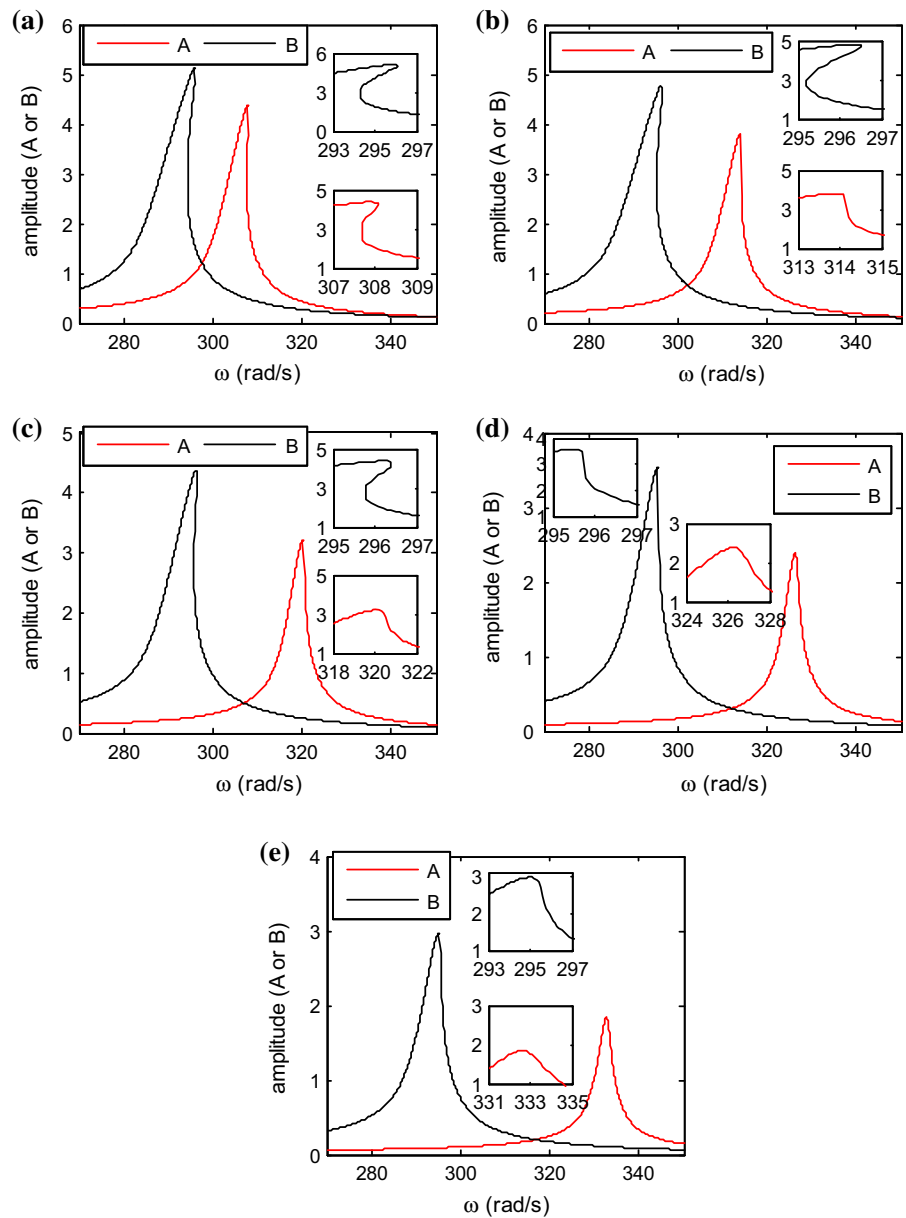 (a)
A B
amplitude (A or B)
6
5
4
3
2
1
0
280 300 320 340
ω (rad/s)
6
3
0
293 295 297
5
3
1
307 308 309
(b)
A B
amplitude (A or B)
6
5
4
3
2
1
0
280 300 320 340
ω (rad/s)
5
3
1
295 296 297
5
3
1
313 314 315
(c)
A B
amplitude (A or B)
5
4
3
2
1
0
280 300 320 340
ω (rad/s)
5
3
1
295 296 297
5
3
1
318 320 322
(d)
A
B
amplitude (A or B)
4
3
2
1
0
280 300 320 340
ω (rad/s)
4
3
2
1
295 296 297
3
2
1
324 326 328
(e)
A
B
amplitude (A or B)
4
3
2
1
0
280 300 320 340
ω (rad/s)
3
2
1
293 295 297
3
2
1
331 333 335